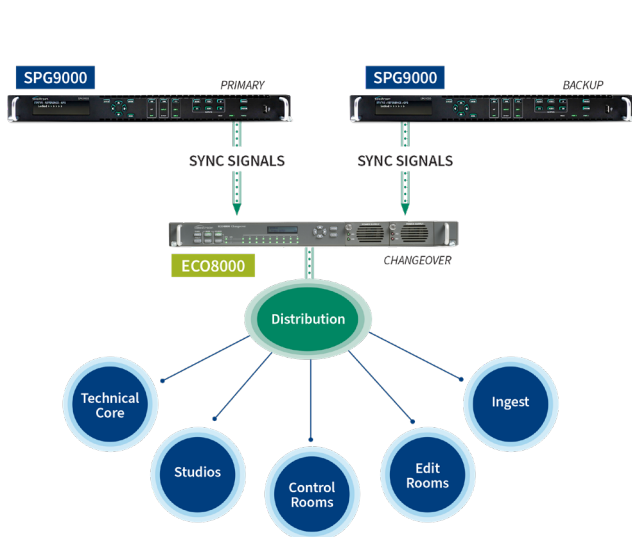 SPG9000
SPG9000
PRIMARY
BACKUP
SYNC SIGNALS
SYNC SIGNALS
ECO8000
CHANGEOVER
Distribution
Technical
Core
Ingest
Studios
Edit
Rooms
Control
Rooms